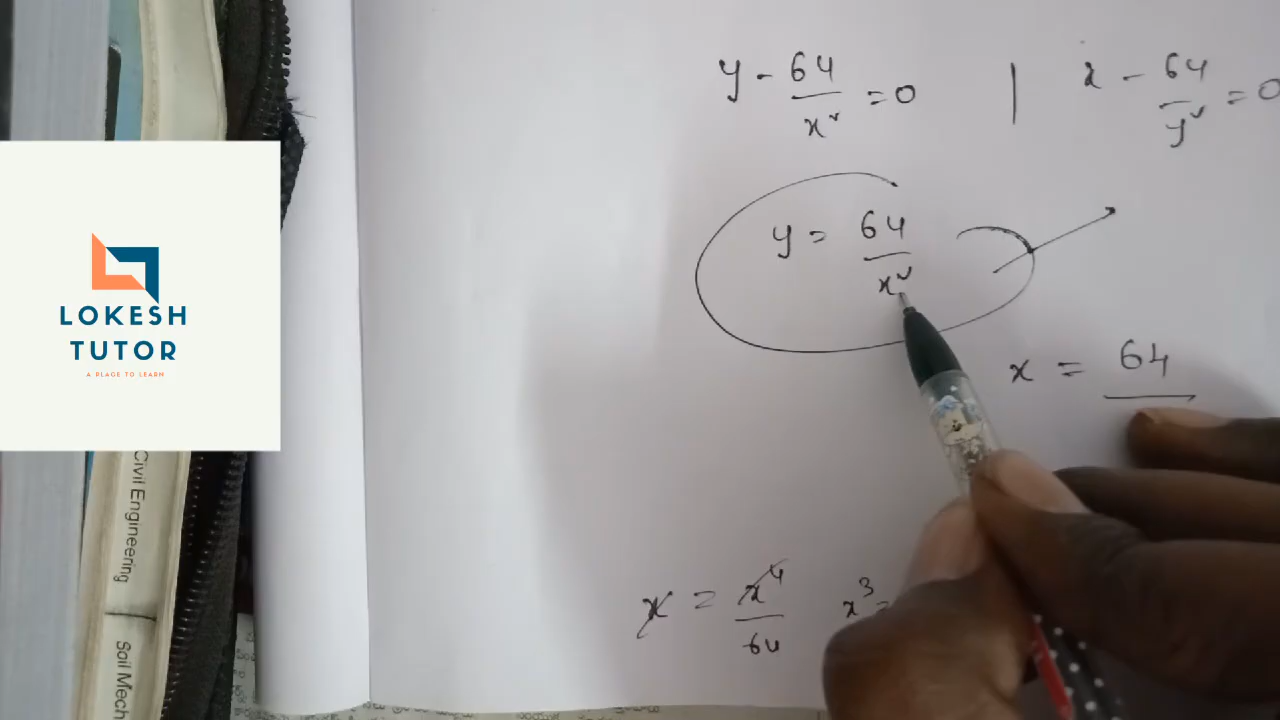 y - 64/x² = 0 | x - 64/y² = 0
y = 64/x²
x = 64
x = x⁴/64 x³ =
LOKESH
TUTOR
A PLACE TO LEARN
Civil Engineering
Soil Mech